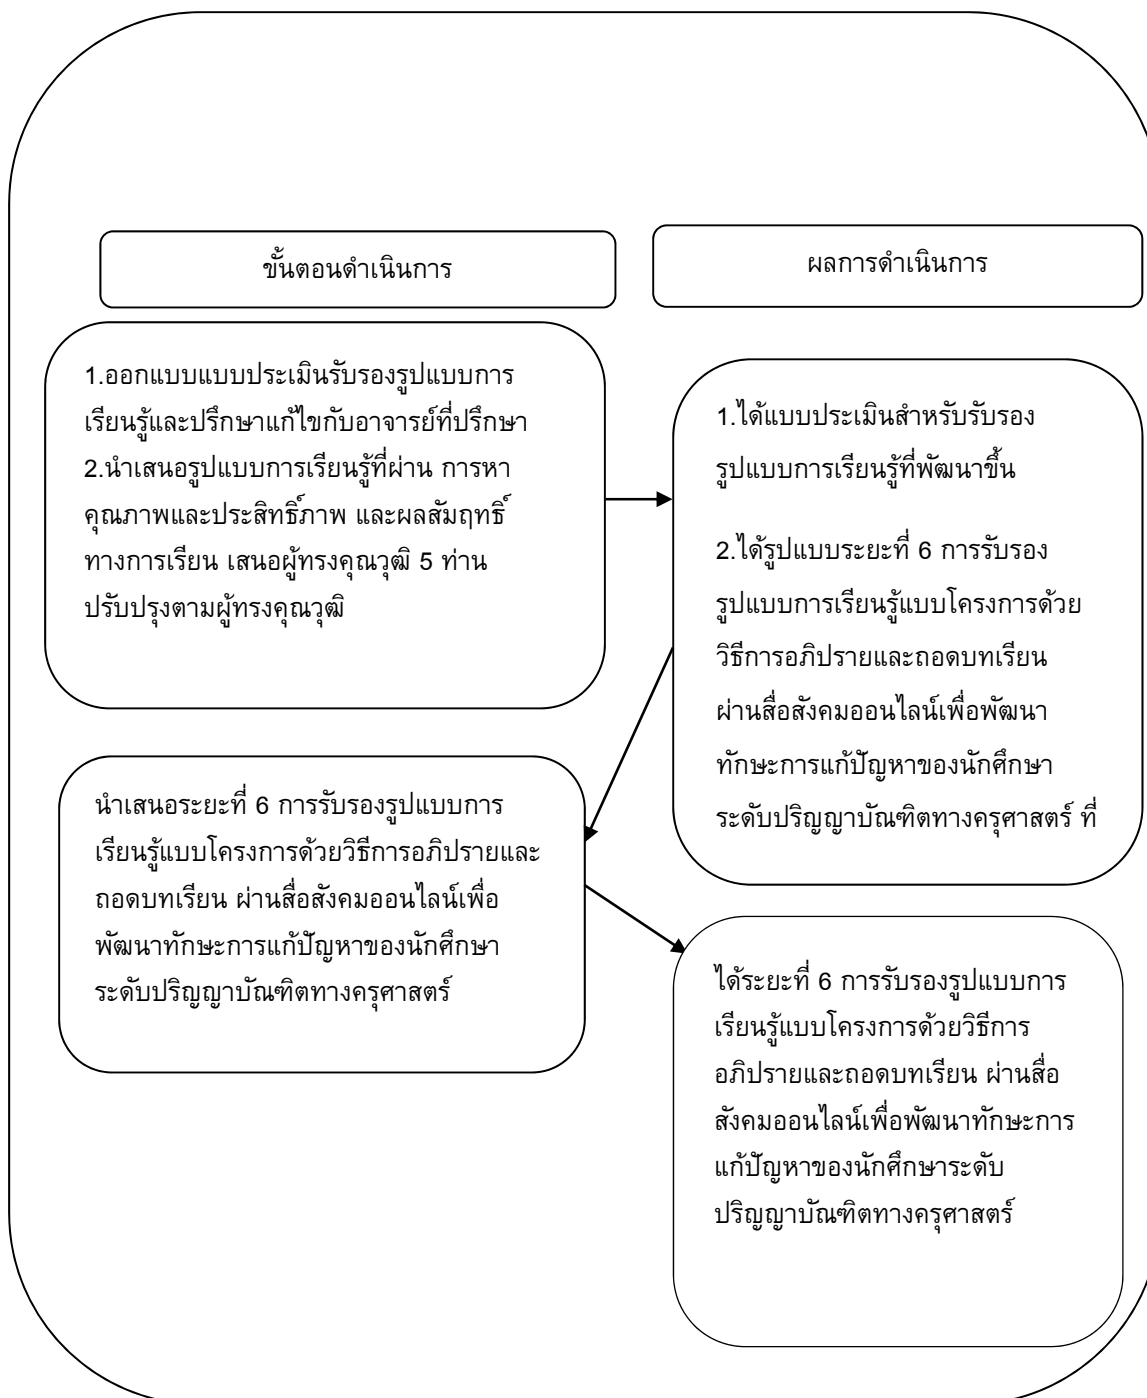 ขั้นตอนดำเนินการ
ผลการดำเนินการ
1.ออกแบบแบบประเมินรับรองรูปแบบการ
เรียนรู้และปรึกษาแก้ไขกับอาจารย์ที่ปรึกษา
2.นำเสนอรูปแบบการเรียนรู้ที่ผ่าน การหา
คุณภาพและประสิทธิ์ภาพ และผลสัมฤทธิ์
ทางการเรียน เสนอผู้ทรงคุณวุฒิ 5 ท่าน
ปรับปรุงตามผู้ทรงคุณวุฒิ
1.ได้แบบประเมินสำหรับรับรอง
รูปแบบการเรียนรู้ที่พัฒนาขึ้น
2.ได้รูปแบบระยะที่ 6 การรับรอง
รูปแบบการเรียนรู้แบบโครงการด้วย
วิธีการอภิปรายและถอดบทเรียน
ผ่านสื่อสังคมออนไลน์เพื่อพัฒนา
ทักษะการแก้ปัญหาของนักศึกษา
ระดับปริญญาบัณฑิตทางครุศาสตร์ ที่
นำเสนอระยะที่ 6 การรับรองรูปแบบการ
เรียนรู้แบบโครงการด้วยวิธีการอภิปรายและ
ถอดบทเรียน ผ่านสื่อสังคมออนไลน์เพื่อ
พัฒนาทักษะการแก้ปัญหาของนักศึกษา
ระดับปริญญาบัณฑิตทางครุศาสตร์
ได้ระยะที่ 6 การรับรองรูปแบบการ
เรียนรู้แบบโครงการด้วยวิธีการ
อภิปรายและถอดบทเรียน ผ่านสื่อ
สังคมออนไลน์เพื่อพัฒนาทักษะการ
แก้ปัญหาของนักศึกษาระดับ
ปริญญาบัณฑิตทางครุศาสตร์